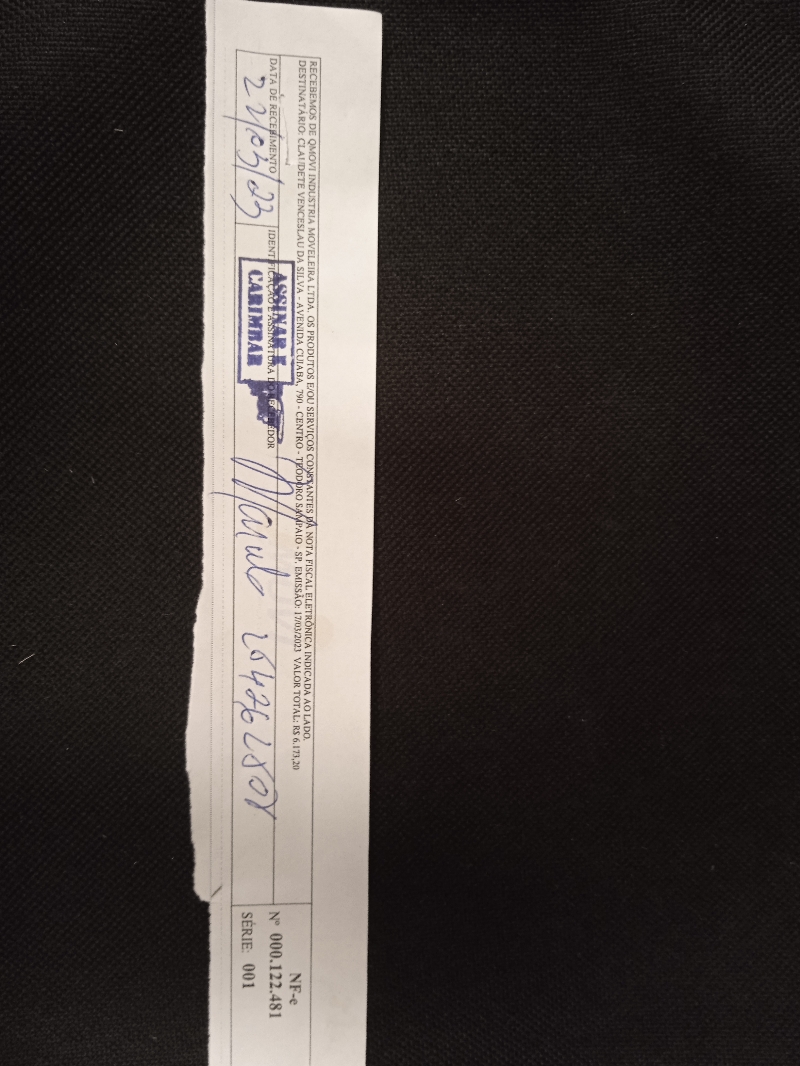 RECEBEMOS DE QMOVI INDUSTRIA MOVELEIRA LTDA. OS PRODUTOS E/OU SERVIÇOS CONSTANTES DA NOTA FISCAL ELETRÔNICA INDICADA AO LADO.
DESTINATÁRIO: CLAUDETE VENCESLAU DA SILVA - AVENIDA CUIABA, 790 - CENTRO - TEODORO SAMPAIO - SP. EMISSÃO: 17/03/2023 VALOR TOTAL: R$ 6.173,20
DATA DE RECEBIMENTO
22/03/23
IDENTIFICAÇÃO E ASSINATURA DO RECEBEDOR
ASSINAR E
CARIMBAR
NF-e
Nº 000.122.481
SÉRIE: 001